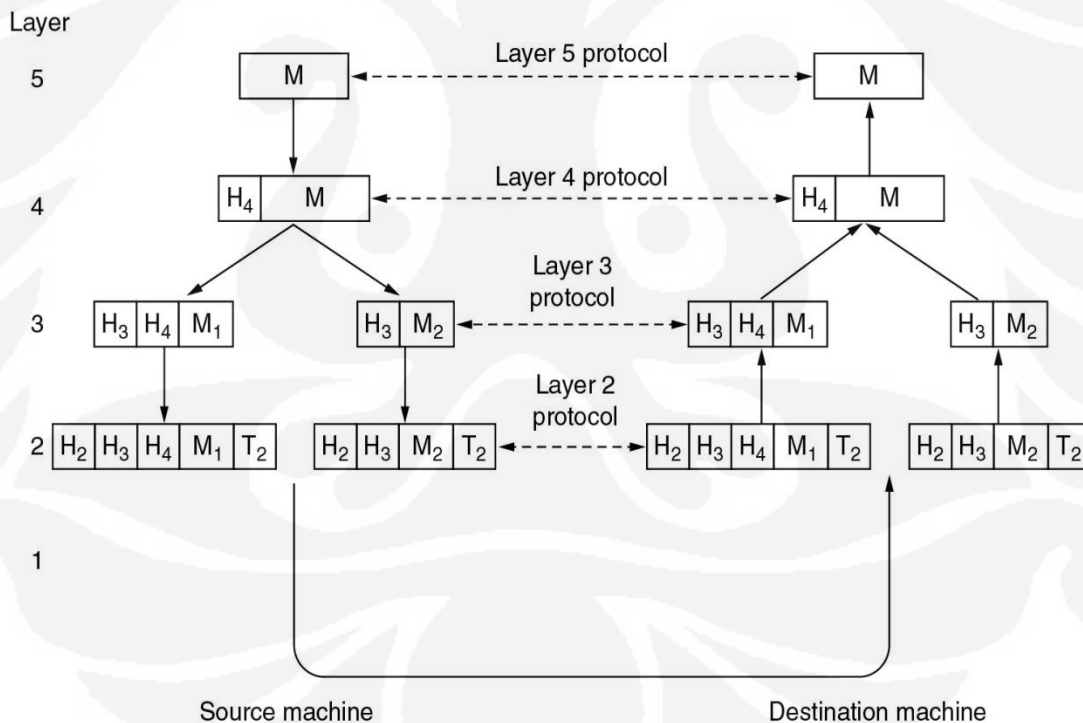 Layer
5 M Layer 5 protocol M
4 H₄ M Layer 4 protocol H₄ M
Layer 3
protocol
3 H₃ H₄ M₁ H₃ M₂ H₃ H₄ M₁ H₃ M₂
Layer 2
protocol
2 H₂ H₃ H₄ M₁ T₂ H₂ H₃ M₂ T₂ H₂ H₃ H₄ M₁ T₂ H₂ H₃ M₂ T₂
1
Source machine Destination machine